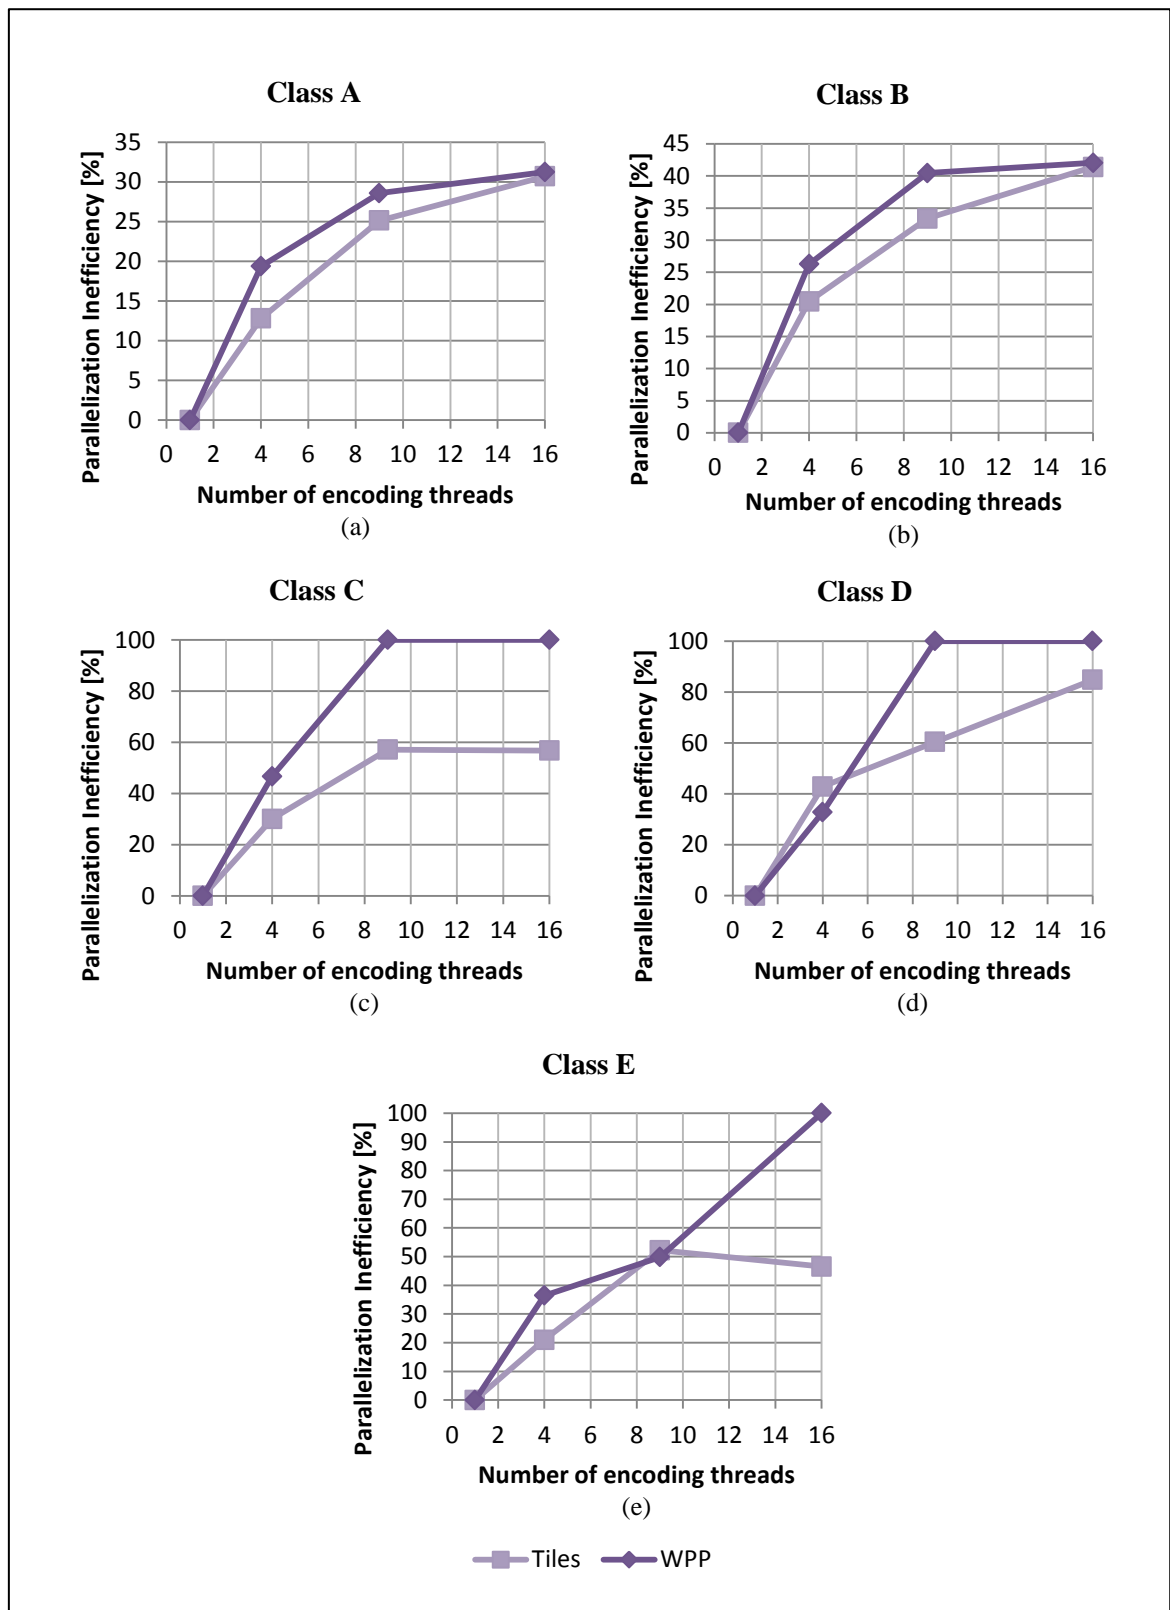 Class A
Parallelization Inefficiency [%]
35
30
25
20
15
10
5
0
0 2 4 6 8 10 12 14 16
Number of encoding threads
(a)
Class B
Parallelization Inefficiency [%]
45
40
35
30
25
20
15
10
5
0
0 2 4 6 8 10 12 14 16
Number of encoding threads
(b)
Class C
Parallelization Inefficiency [%]
100
80
60
40
20
0
0 2 4 6 8 10 12 14 16
Number of encoding threads
(c)
Class D
Parallelization Inefficiency [%]
100
80
60
40
20
0
0 2 4 6 8 10 12 14 16
Number of encoding threads
(d)
Class E
Parallelization Inefficiency [%]
100
90
80
70
60
50
40
30
20
10
0
0 2 4 6 8 10 12 14 16
Number of encoding threads
(e)
Tiles WPP